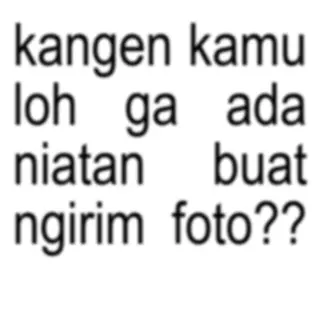 kangen kamu
loh ga ada
niatan buat
ngirim foto??